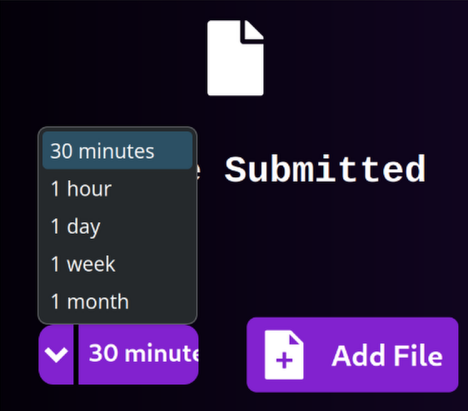 30 minutes
Submitted
1 hour
1 day
1 week
1 month
30 minute
Add File